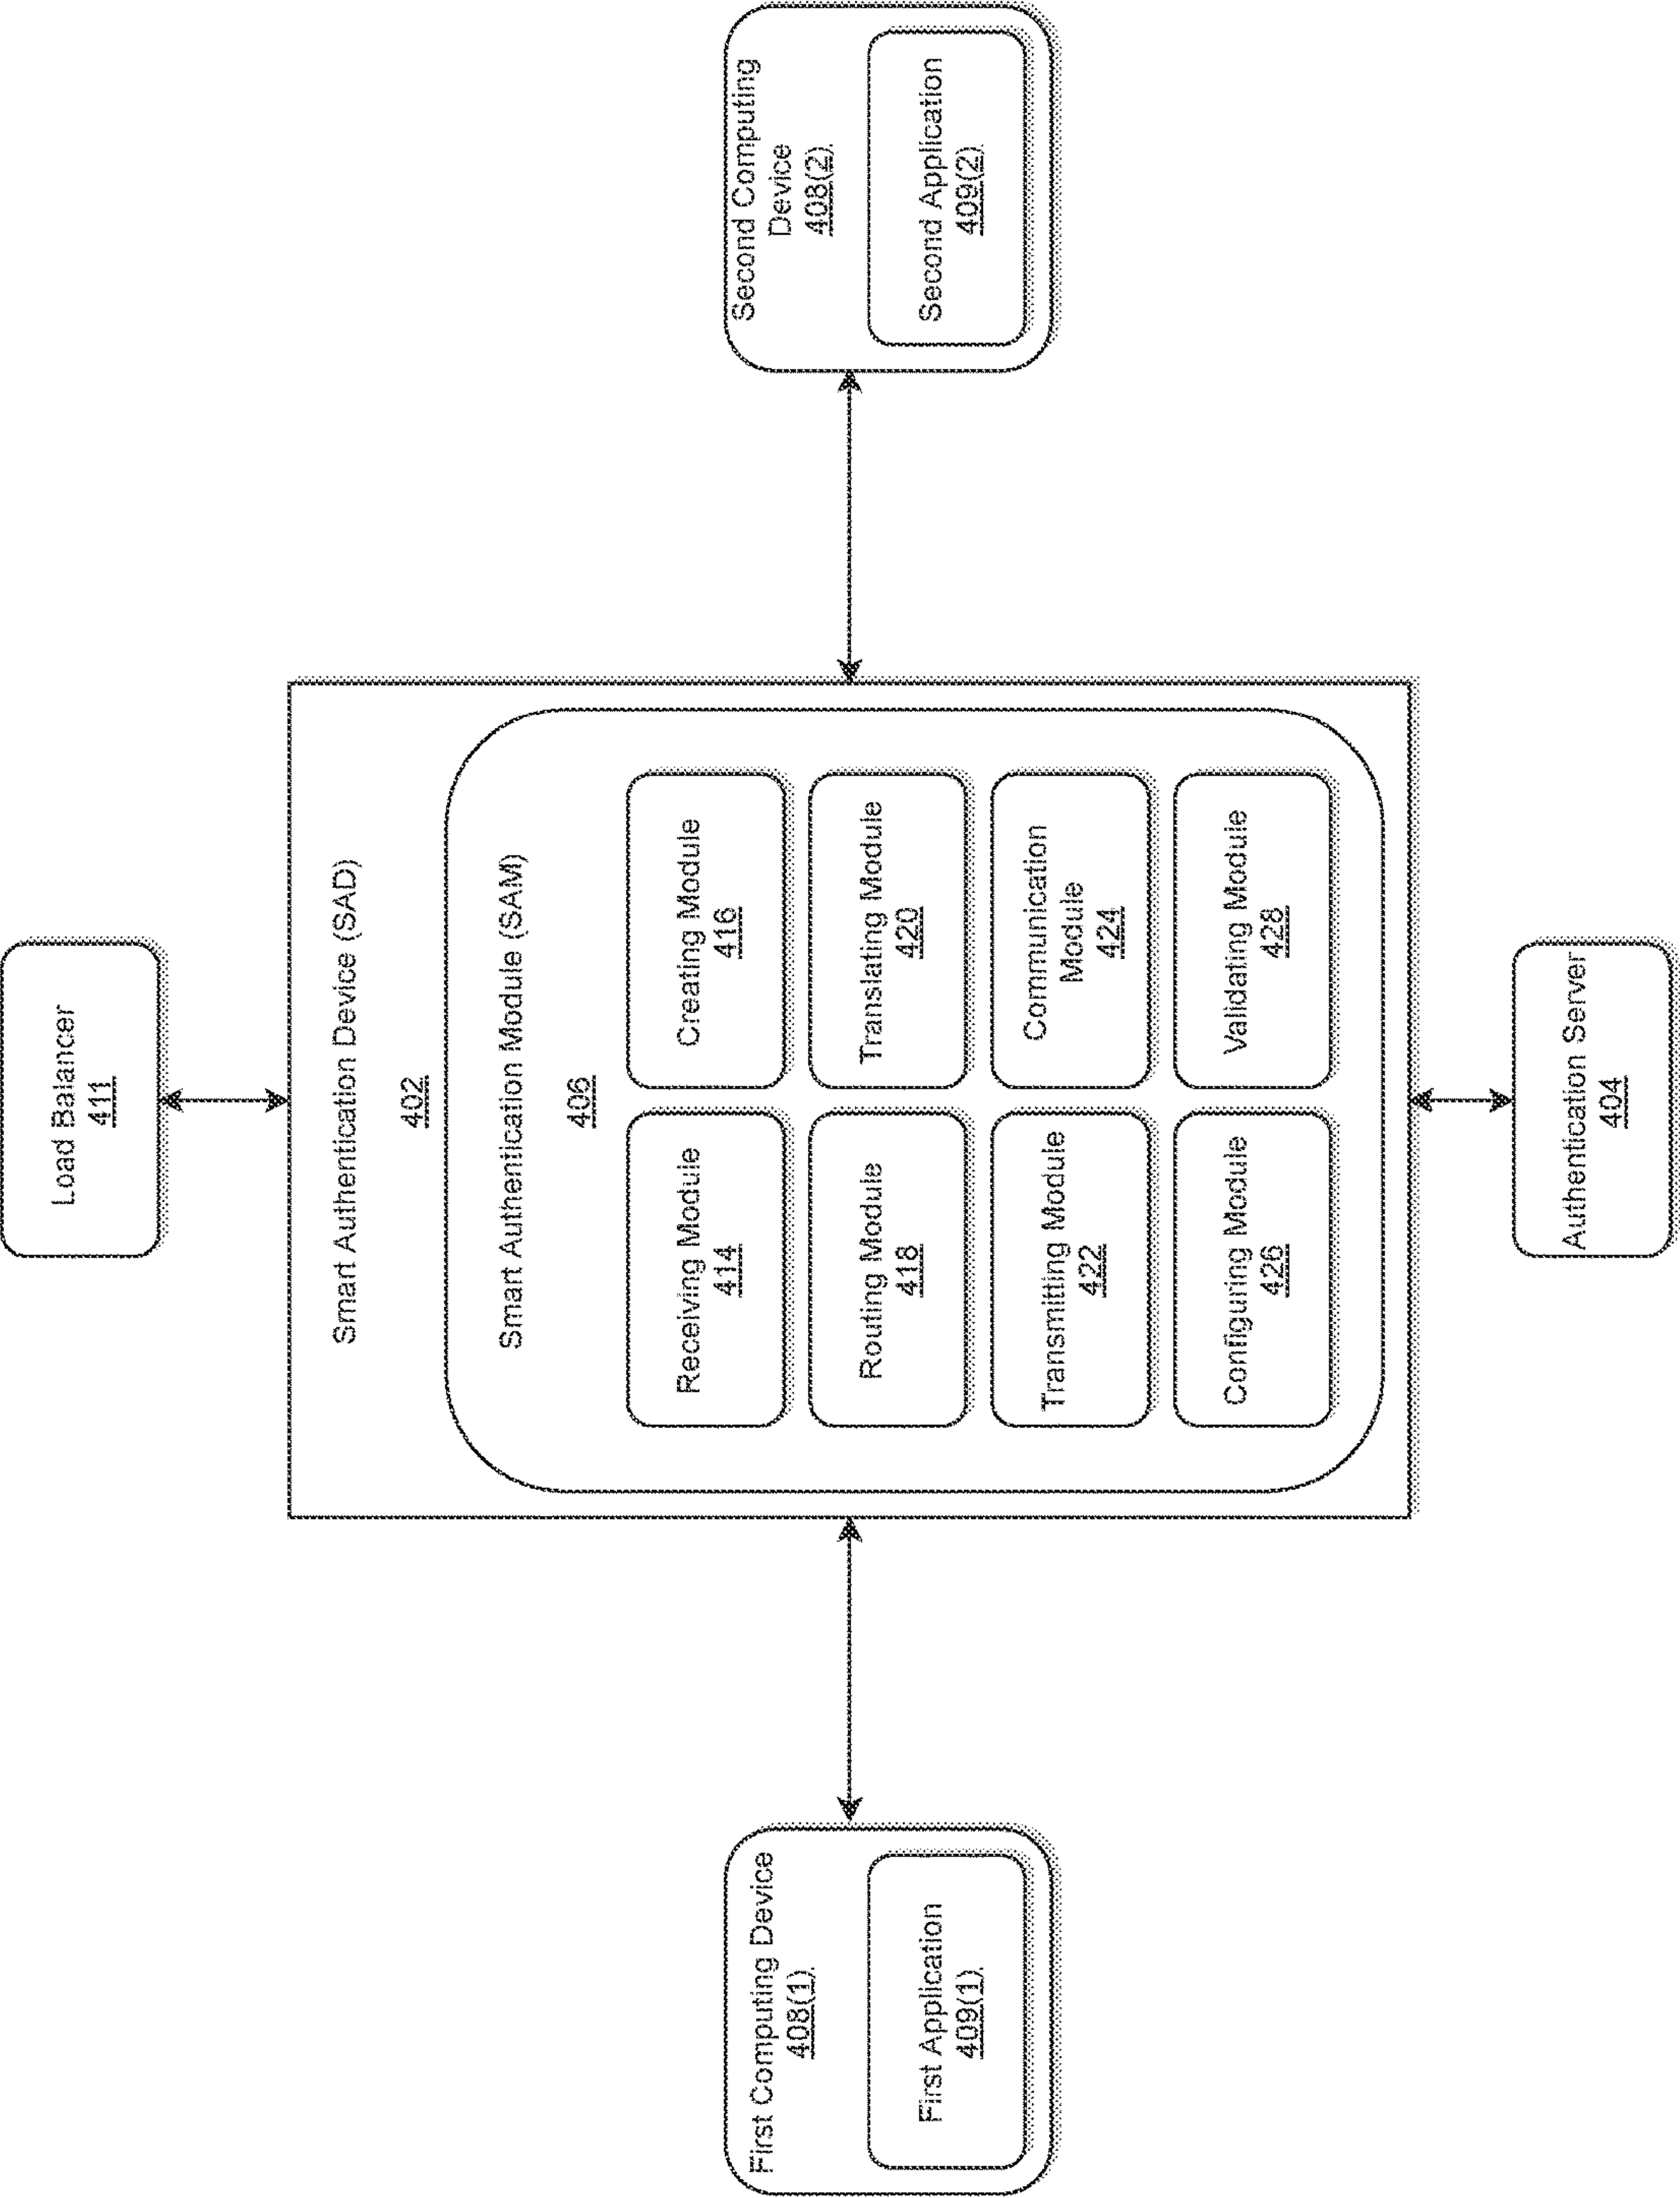 Load Balancer
411
Smart Authentication Device (SAD)
402
Smart Authentication Module (SAM)
406
Receiving Module
414
Creating Module
416
Routing Module
418
Translating Module
420
Transmitting Module
422
Communication
Module
424
Configuring Module
426
Validating Module
428
First Computing Device
408(1)
First Application
409(1)
Second Computing
Device
408(2)
Second Application
409(2)
Authentication Server
404